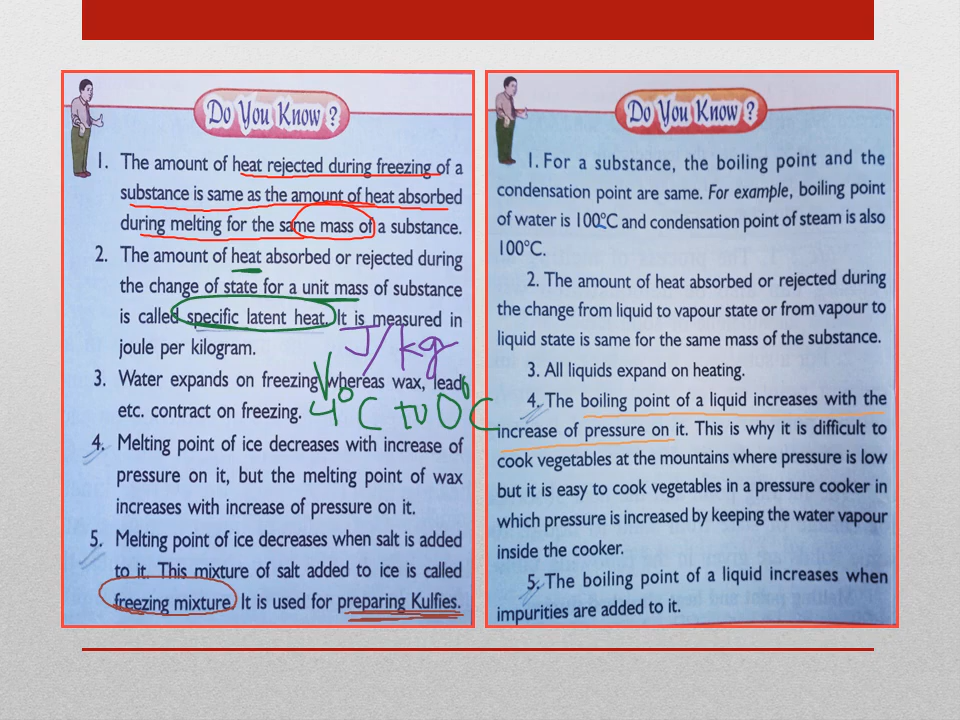 Do You Know ?
1. The amount of heat rejected during freezing of a
substance is same as the amount of heat absorbed
during melting for the same mass of a substance.
2. The amount of heat absorbed or rejected during
the change of state for a unit mass of substance
is called specific latent heat. It is measured in
joule per kilogram.
J/kg
3. Water expands on freezing whereas wax, lead
etc. contract on freezing.
4°C to 0°C
4. Melting point of ice decreases with increase of
pressure on it, but the melting point of wax
increases with increase of pressure on it.
5. Melting point of ice decreases when salt is added
to it. This mixture of salt added to ice is called
freezing mixture. It is used for preparing Kulfies.
Do You Know ?
1. For a substance, the boiling point and the
condensation point are same. For example, boiling point
of water is 100°C and condensation point of steam is also
100°C.
2. The amount of heat absorbed or rejected during
the change from liquid to vapour state or from vapour to
liquid state is same for the same mass of the substance.
3. All liquids expand on heating.
4. The boiling point of a liquid increases with the
increase of pressure on it. This is why it is difficult to
cook vegetables at the mountains where pressure is low
but it is easy to cook vegetables in a pressure cooker in
which pressure is increased by keeping the water vapour
inside the cooker.
5. The boiling point of a liquid increases when
impurities are added to it.